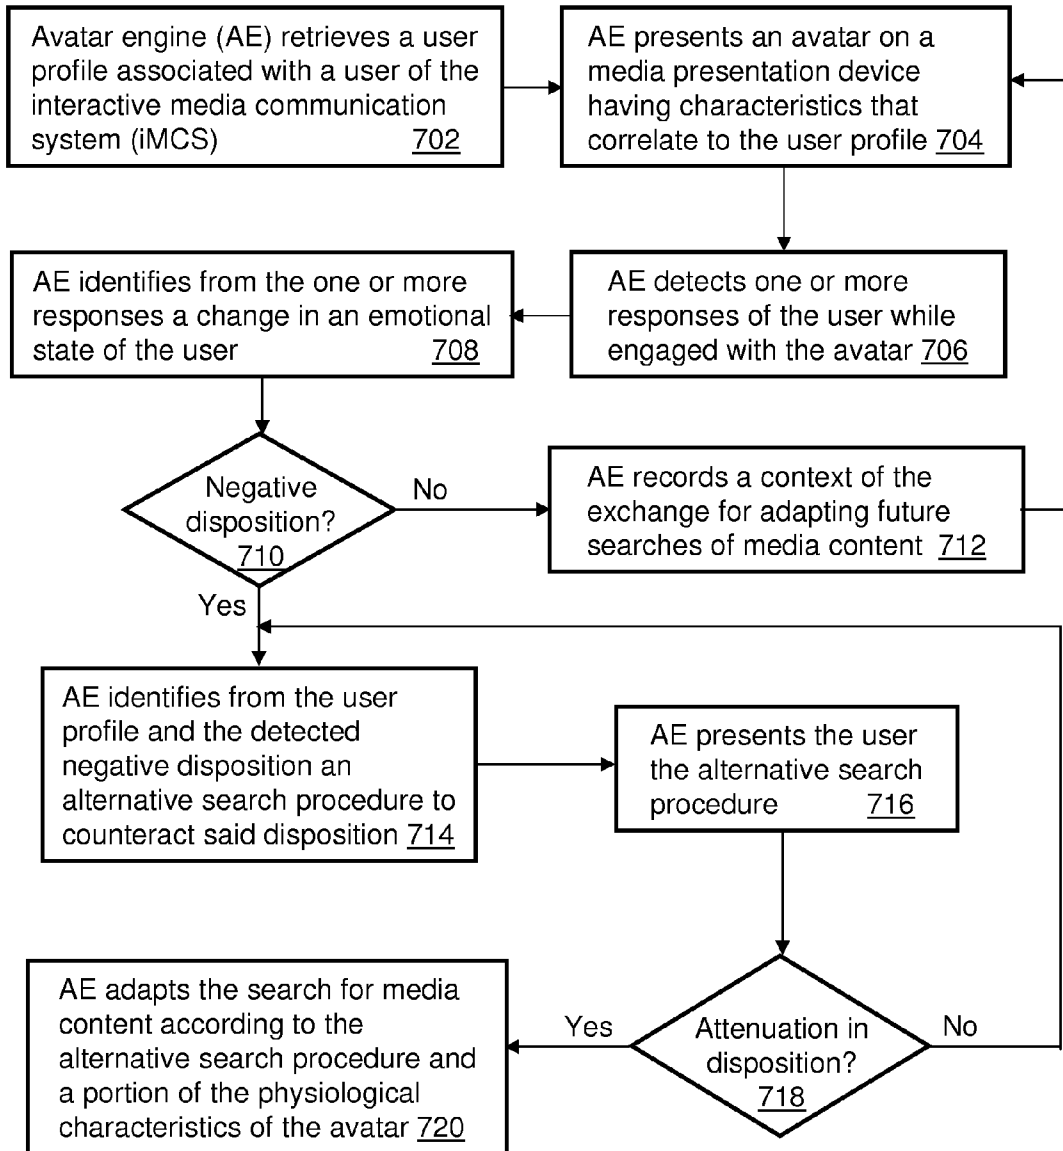 Avatar engine (AE) retrieves a user
profile associated with a user of the
interactive media communication
system (iMCS) 702
AE presents an avatar on a
media presentation device
having characteristics that
correlate to the user profile 704
AE identifies from the one or more
responses a change in an emotional
state of the user 708
AE detects one or more
responses of the user while
engaged with the avatar 706
Negative
disposition?
710
No
Yes
AE records a context of the
exchange for adapting future
searches of media content 712
AE identifies from the user
profile and the detected
negative disposition an
alternative search procedure to
counteract said disposition 714
AE presents the user
the alternative search
procedure 716
AE adapts the search for media
content according to the
alternative search procedure and
a portion of the physiological
characteristics of the avatar 720
Yes
Attenuation in
disposition?
718
No